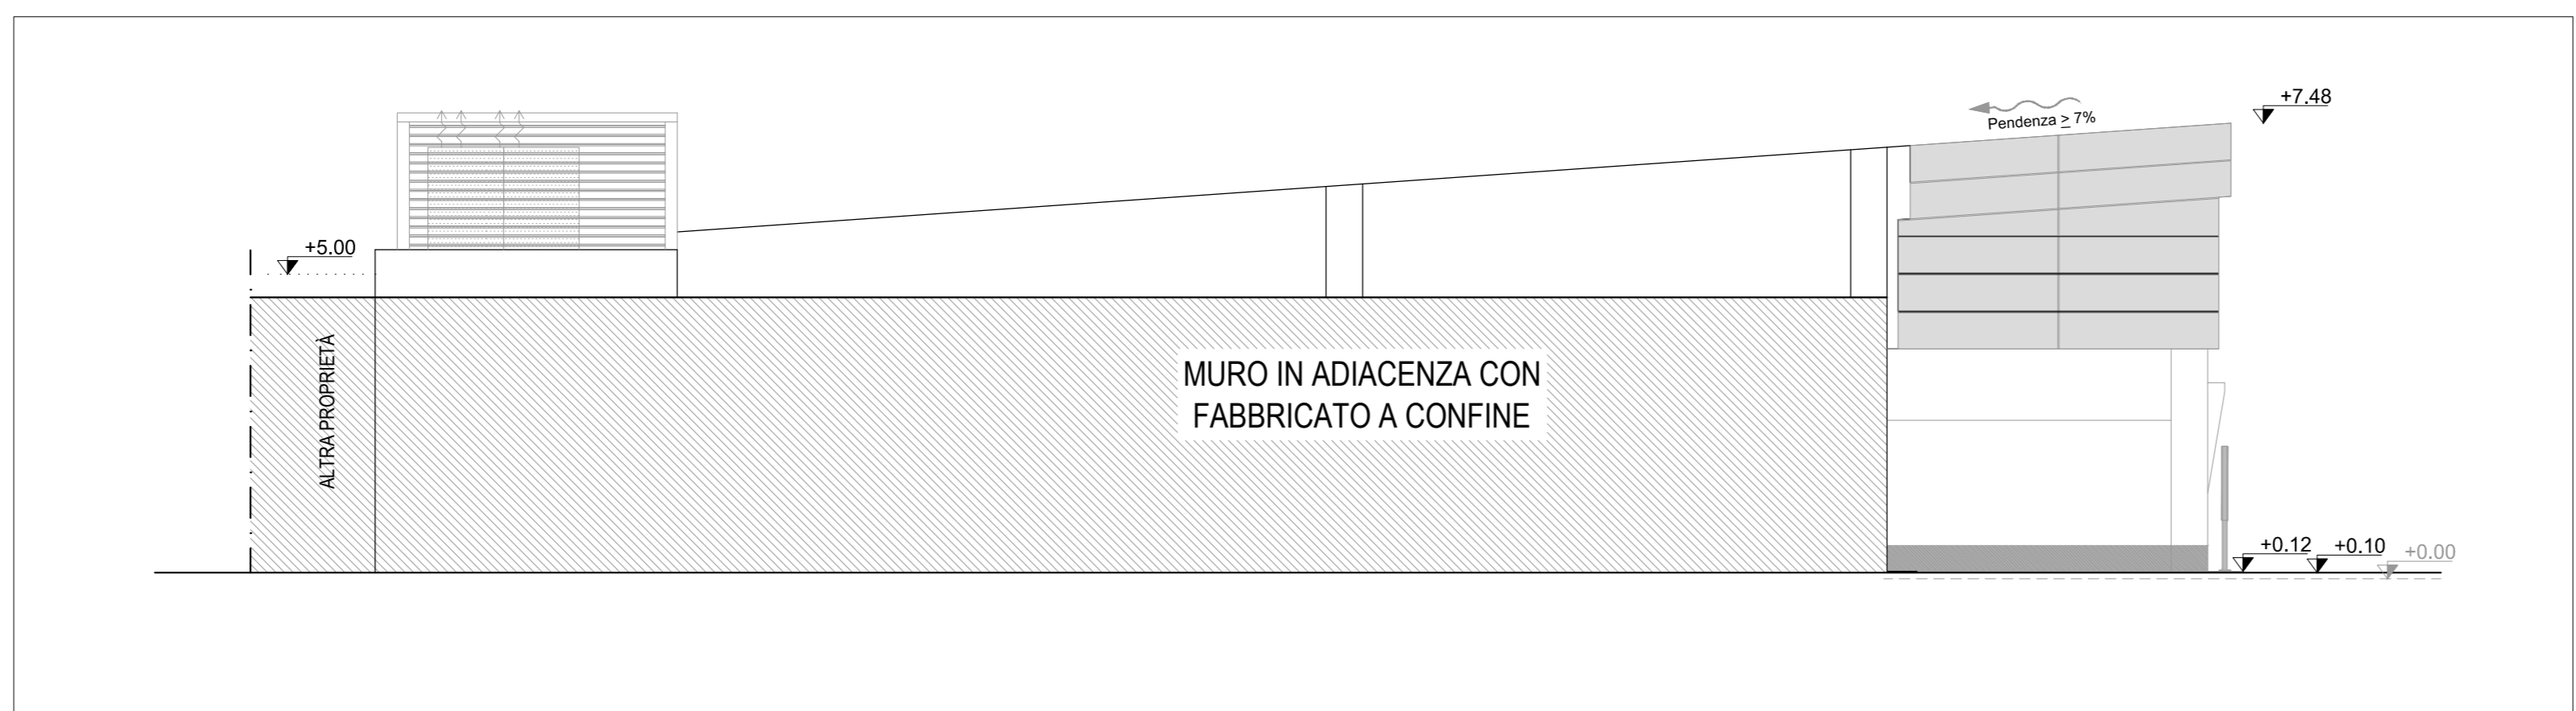 +7.48
Pendenza ≥ 7%
+5.00
ALTRA PROPRIETÀ
MURO IN ADIACENZA CON
FABBRICATO A CONFINE
+0.12
+0.10
+0.00